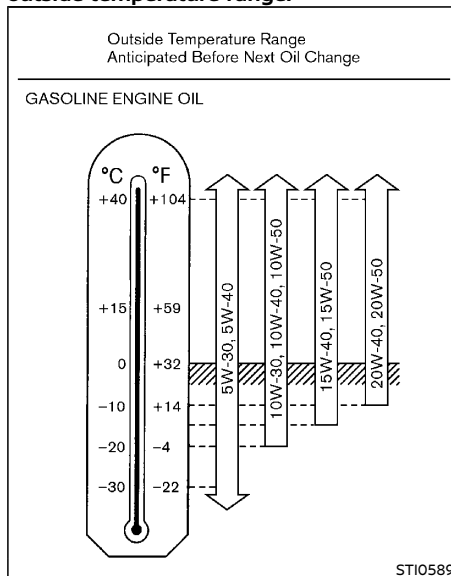 outside temperature range.
Outside Temperature Range
Anticipated Before Next Oil Change
GASOLINE ENGINE OIL
°C °F
+40 +104
+15 +59
0 +32
−10 +14
−20 −4
−30 −22
5W-30, 5W-40
10W-30, 10W-40, 10W-50
15W-40, 15W-50
20W-40, 20W-50
STI0589